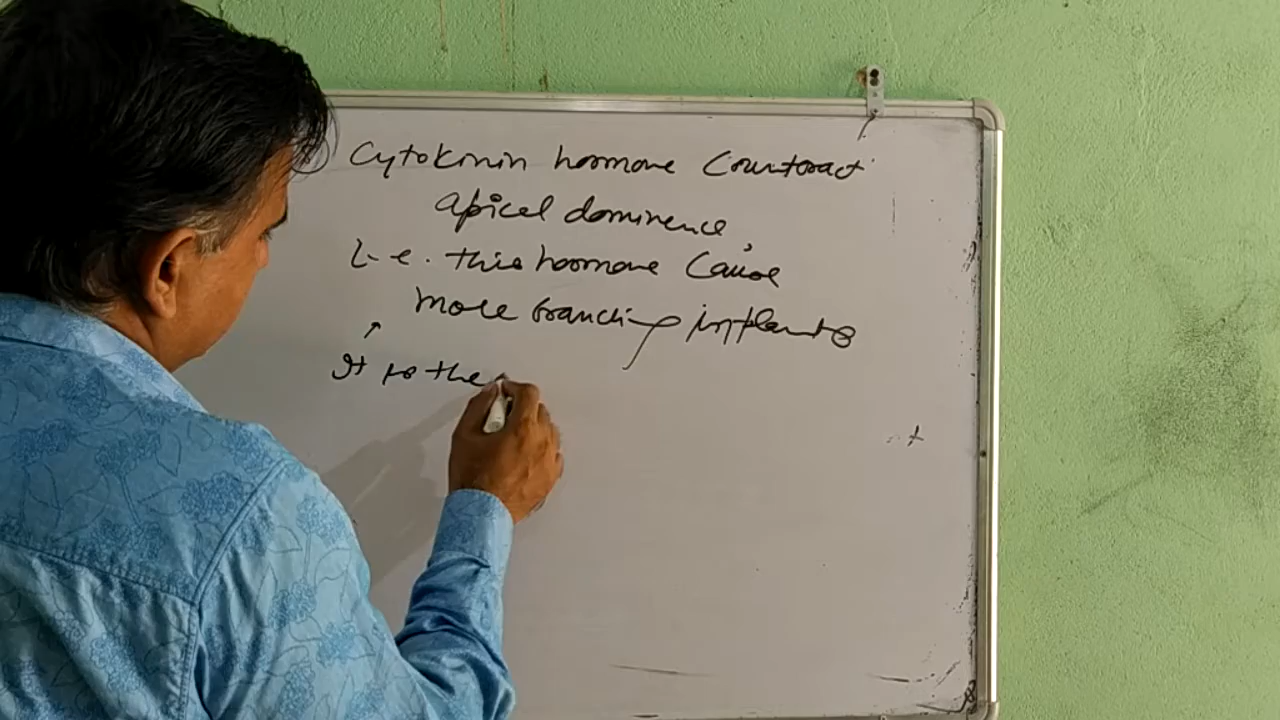 Cytokinin hormone Counteract
apical dominence,
i.e. this hormone Cause
more branching in plants
It is the